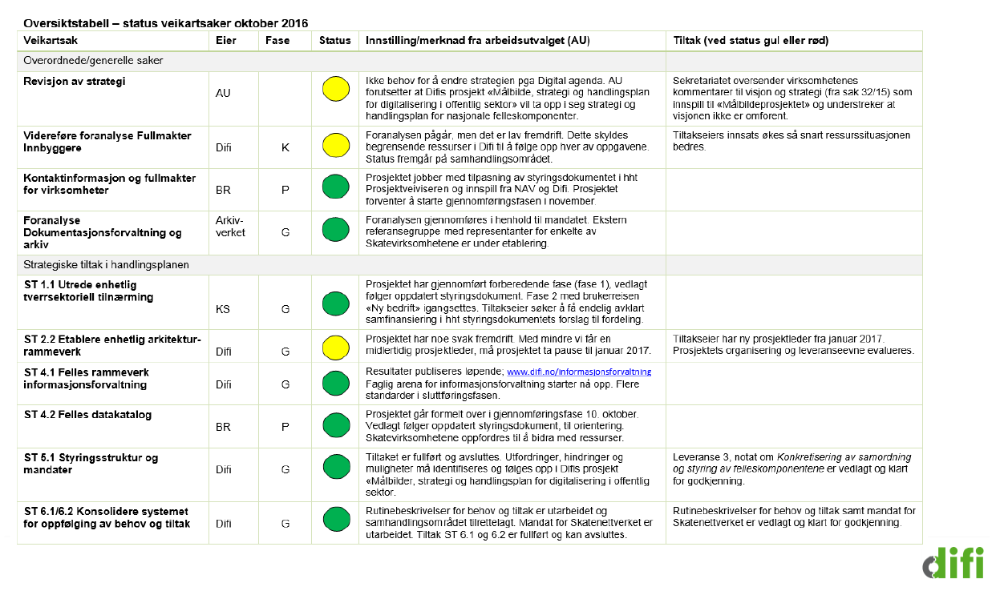 Oversiktstabell – status veikartsaker oktober 2016
Veikartsak Eier Fase Status Innstilling/merknad fra arbeidsutvalget (AU) Tiltak (ved status gul eller rød)
Overordnede/generelle saker
Revisjon av strategi
AU
Ikke behov for å endre strategien pga Digital agenda. AU
forutsetter at Difis prosjekt «Målbilde, strategi og handlingsplan
for digitalisering i offentlig sektor» vil ta opp i seg strategi og
handlingsplan for nasjonale felleskomponenter.
Sekretariatet oversender virksomhetenes
kommentarer til visjon og strategi (fra sak 32/15) som
innspill til «Målbildeprosjektet» og understreker at
visjonen ikke er omforent.
Videreføre foranalyse Fullmakter
Innbyggere
Difi
K
Foranalysen pågår, men det er lav fremdrift. Dette skyldes
begrensende ressurser i Difi til å følge opp hver av oppgavene.
Status fremgår på samhandlingsområdet.
Tiltakseiers innsats økes så snart ressurssituasjonen
bedres.
Kontaktinformasjon og fullmakter
for virksomheter
BR
P
Prosjektet jobber med tilpasning av styringsdokumentet i hht
Prosjektveiviseren og innspill fra NAV og Difi. Prosjektet
forventer å starte gjennomføringsfasen i november.
Foranalyse
Dokumentasjonsforvaltning og
arkiv
Arkiv-
verket
G
Foranalysen gjennomføres i henhold til mandatet. Ekstern
referansegruppe med representanter for enkelte av
Skatevirksomhetene er under etablering.
Strategiske tiltak i handlingsplanen
ST 1.1 Utrede enhetlig
tverrsektoriell tilnærming
KS
G
Prosjektet har gjennomført forberedende fase (fase 1), vedlagt
følger oppdatert styringsdokument. Fase 2 med brukerreisen
«Ny bedrift» igangsettes. Tiltakseier søker å få endelig avklart
samfinansiering i hht styringsdokumentets forslag til fordeling.
ST 2.2 Etablere enhetlig arkitektur-
rammeverk
Difi
G
Prosjektet har noe svak fremdrift. Med mindre vi får en
midlertidig prosjektleder, må prosjektet ta pause til januar 2017.
Tiltakseier har ny prosjektleder fra januar 2017.
Prosjektets organisering og leveranseevne evalueres.
ST 4.1 Felles rammeverk
informasjonsforvaltning
Difi
G
Resultater publiseres løpende; www.difi.no/informasjonsforvaltning
Faglig arena for informasjonsforvaltning starter nå opp. Flere
standarder i sluttføringsfasen.
ST 4.2 Felles datakatalog
BR
P
Prosjektet går formelt over i gjennomføringsfase 10. oktober.
Vedlagt følger oppdatert styringsdokument, til orientering.
Skatevirksomhetene oppfordres til å bidra med ressurser.
ST 5.1 Styringsstruktur og
mandater
Difi
G
Tiltaket er fullført og avsluttes. Utfordringer, hindringer og
muligheter må identifiseres og følges opp i Difis prosjekt
«Målbilder, strategi og handlingsplan for digitalisering i offentlig
sektor.
Leveranse 3, notat om Konkretisering av samordning
og styring av felleskomponentene er vedlagt og klart
for godkjenning.
ST 6.1/6.2 Konsolidere systemet
for oppfølging av behov og tiltak
Difi
G
Rutinebeskrivelser for behov og tiltak er utarbeidet og
samhandlingsområdet tilrettelagt. Mandat for Skatenettverket er
utarbeidet. Tiltak ST 6.1 og 6.2 er fullført og kan avsluttes.
Rutinebeskrivelser for behov og tiltak samt mandat for
Skatenettverket er vedlagt og klart for godkjenning.
difi